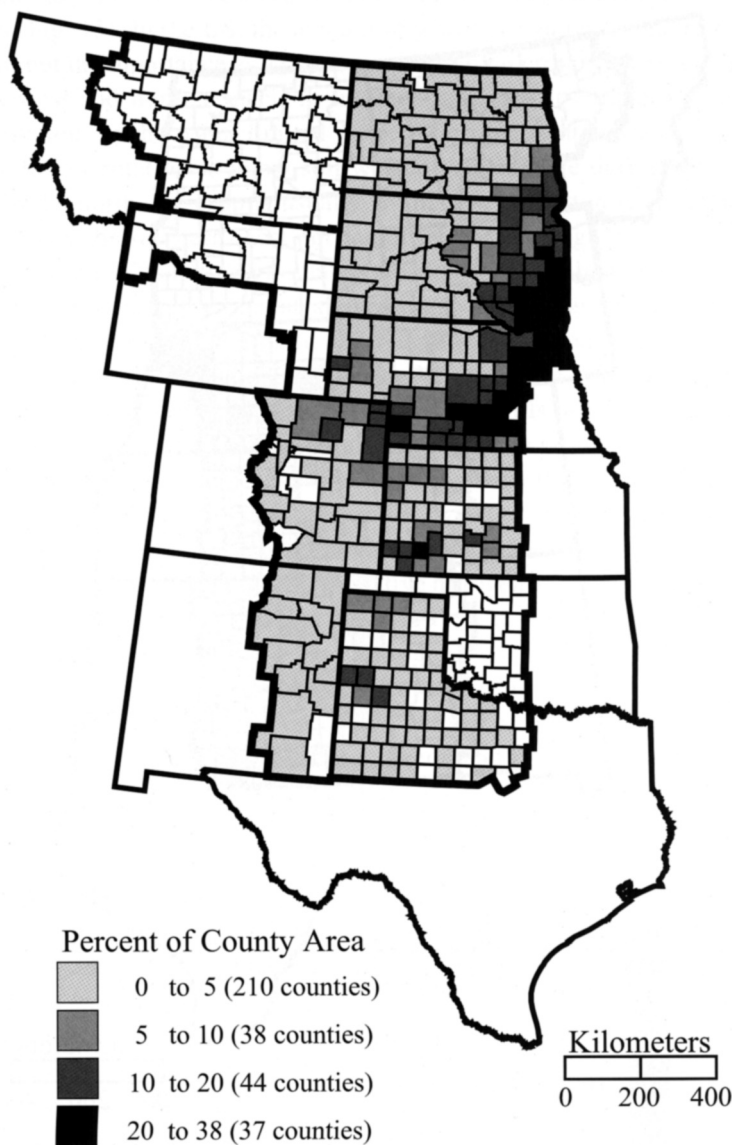 Percent of County Area
0 to 5 (210 counties)
5 to 10 (38 counties)
10 to 20 (44 counties)
20 to 38 (37 counties)
Kilometers
0 200 400